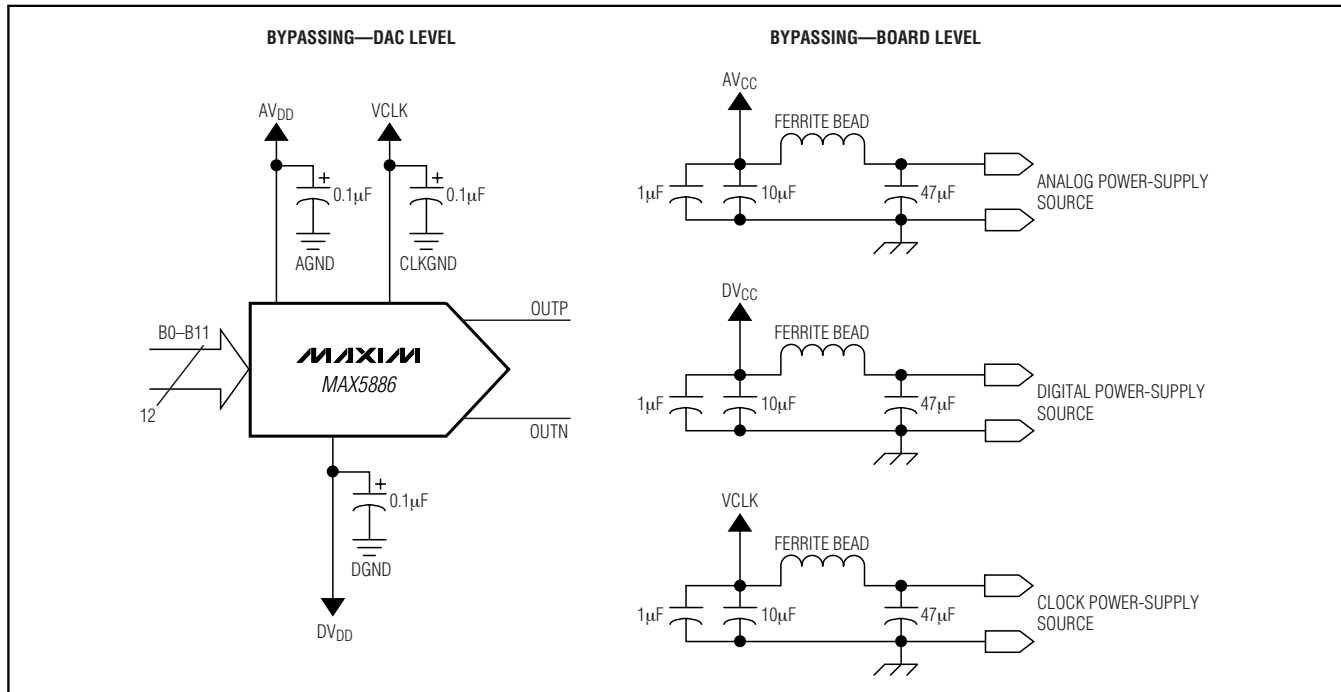 BYPASSING—DAC LEVEL
AVDD
VCLK
+
0.1µF
+
0.1µF
AGND
CLKGND
B0–B11
12
MAXIM
MAX5886
OUTP
OUTN
+
0.1µF
DGND
DVDD
BYPASSING—BOARD LEVEL
AVCC
FERRITE BEAD
1µF
10µF
47µF
ANALOG POWER-SUPPLY
SOURCE
DVCC
FERRITE BEAD
1µF
10µF
47µF
DIGITAL POWER-SUPPLY
SOURCE
VCLK
FERRITE BEAD
1µF
10µF
47µF
CLOCK POWER-SUPPLY
SOURCE